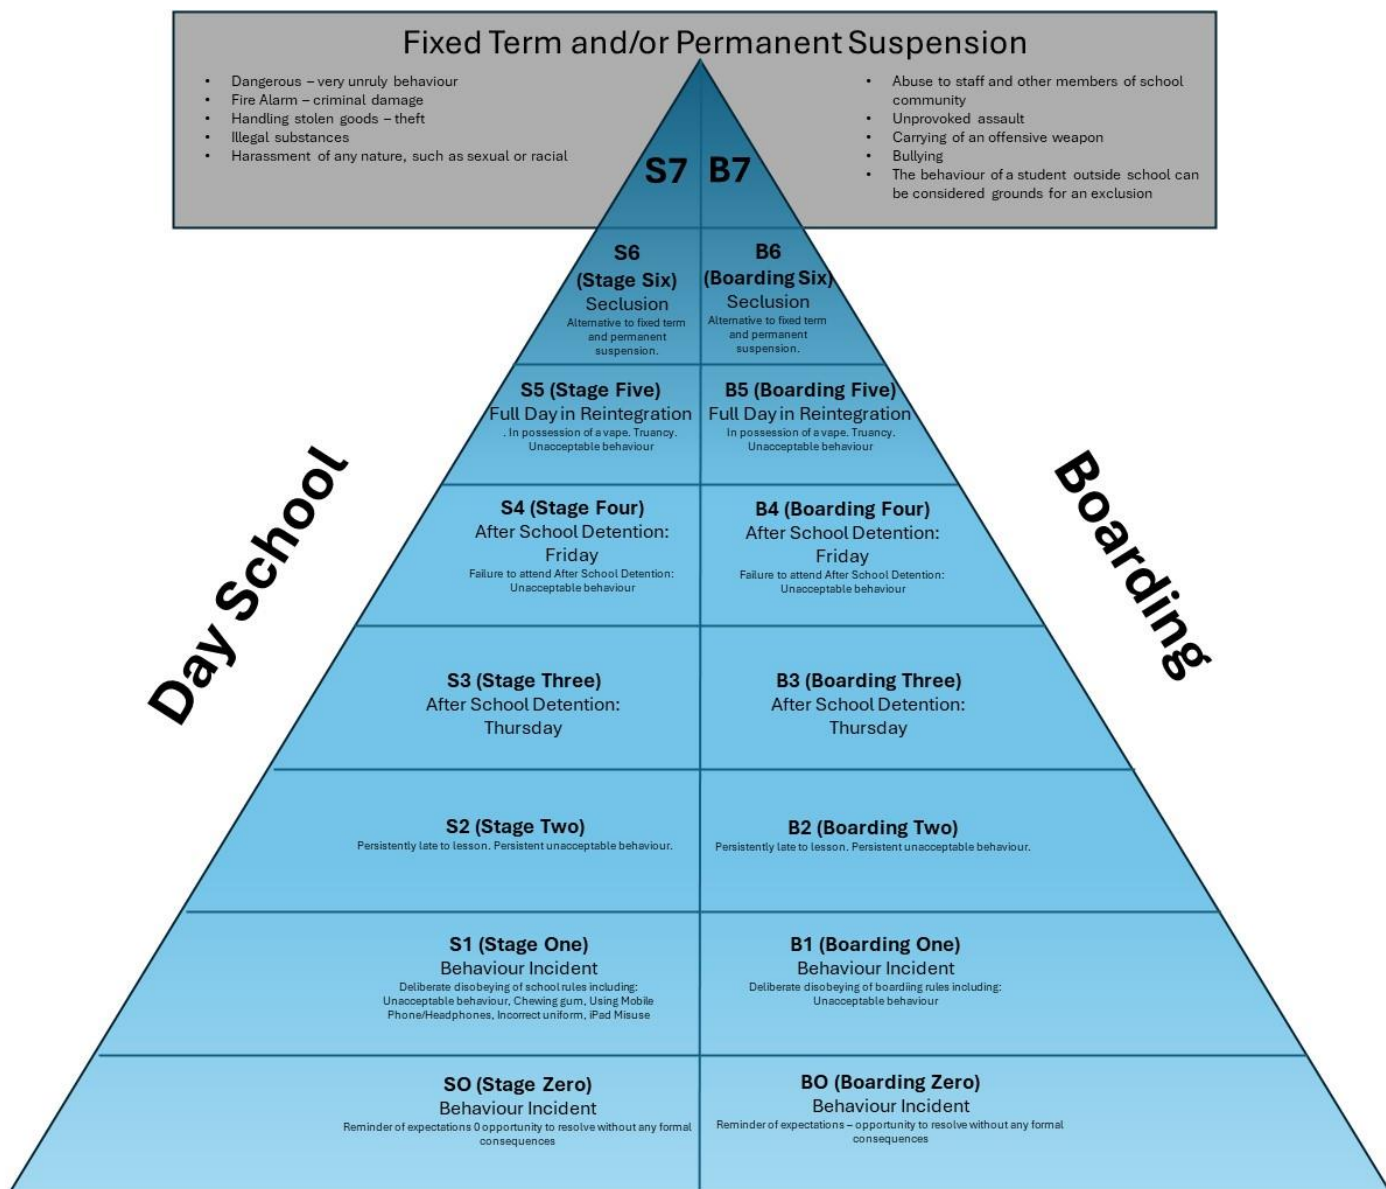 Fixed Term and/or Permanent Suspension
• Dangerous – very unruly behaviour
• Fire Alarm – criminal damage
• Handling stolen goods – theft
• Illegal substances
• Harassment of any nature, such as sexual or racial
• Abuse to staff and other members of school
community
• Unprovoked assault
• Carrying of an offensive weapon
• Bullying
• The behaviour of a student outside school can
be considered grounds for an exclusion
S7
B7
S6
(Stage Six)
Seclusion
Alternative to fixed term
and permanent
suspension.
B6
(Boarding Six)
Seclusion
Alternative to fixed term
and permanent
suspension.
S5 (Stage Five)
Full Day in Reintegration
. In possession of a vape. Truancy.
Unacceptable behaviour
B5 (Boarding Five)
Full Day in Reintegration
In possession of a vape. Truancy.
Unacceptable behaviour
Day School
Boarding
S4 (Stage Four)
After School Detention:
Friday
Failure to attend After School Detention:
Unacceptable behaviour
B4 (Boarding Four)
After School Detention:
Friday
Failure to attend After School Detention:
Unacceptable behaviour
S3 (Stage Three)
After School Detention:
Thursday
B3 (Boarding Three)
After School Detention:
Thursday
S2 (Stage Two)
Persistently late to lesson. Persistent unacceptable behaviour.
B2 (Boarding Two)
Persistently late to lesson. Persistent unacceptable behaviour.
S1 (Stage One)
Behaviour Incident
Deliberate disobeying of school rules including:
Unacceptable behaviour, Chewing gum, Using Mobile
Phone/Headphones, Incorrect uniform, iPad Misuse
B1 (Boarding One)
Behaviour Incident
Deliberate disobeying of boardiing rules including:
Unacceptable behaviour
SO (Stage Zero)
Behaviour Incident
Reminder of expectations 0 opportunity to resolve without any formal
consequences
BO (Boarding Zero)
Behaviour Incident
Reminder of expectations – opportunity to resolve without any formal
consequences